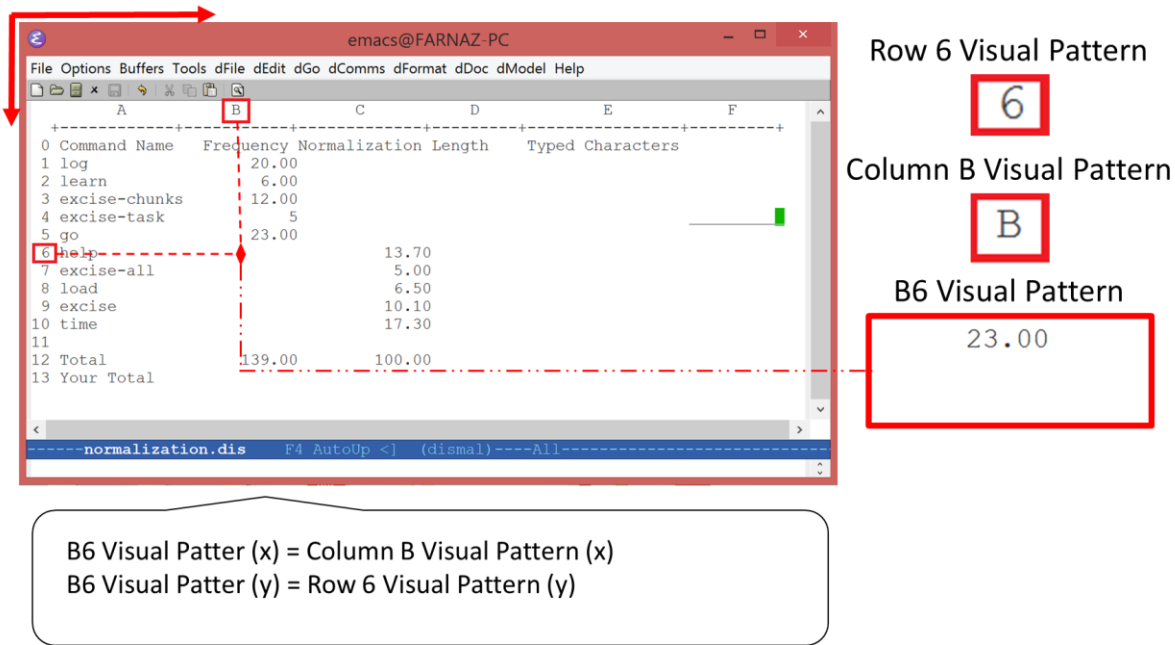 emacs@FARNAZ-PC
File Options Buffers Tools dFile dEdit dGo dComms dFormat dDoc dModel Help
A B C D E F
+------------+-----------+-------------+---------+----------------+---------+
0 Command Name Frequency Normalization Length Typed Characters
1 log 20.00
2 learn 6.00
3 excise-chunks 12.00
4 excise-task 5
5 go 23.00
6 help 13.70
7 excise-all 5.00
8 load 6.50
9 excise 10.10
10 time 17.30
11
12 Total 139.00 100.00
13 Your Total
------normalization.dis F4 AutoUp <] (dismal)----All-----------------------------
Row 6 Visual Pattern
6
Column B Visual Pattern
B
B6 Visual Pattern
23.00
B6 Visual Patter (x) = Column B Visual Pattern (x)
B6 Visual Patter (y) = Row 6 Visual Pattern (y)